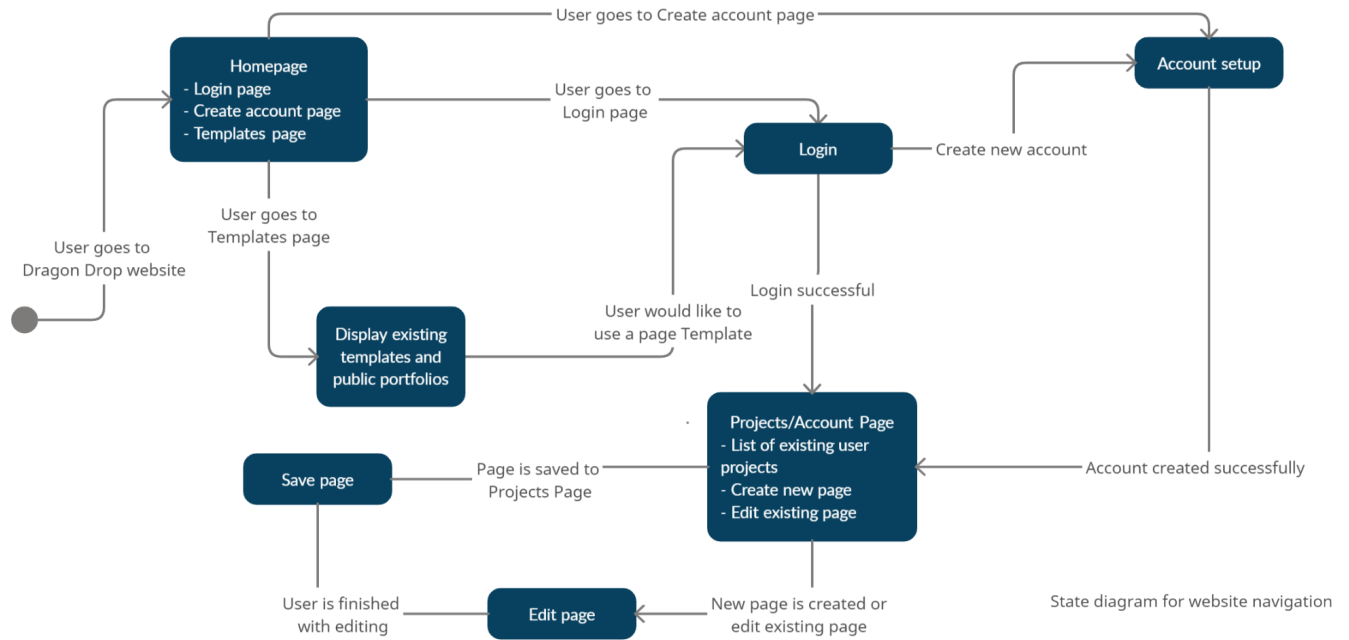 User goes to Create account page
Homepage
- Login page
- Create account page
- Templates page
Account setup
User goes to
Login page
Login
Create new account
User goes to
Templates page
User goes to
Dragon Drop website
Login successful
User would like to
use a page Template
Display existing
templates and
public portfolios
Projects/Account Page
- List of existing user
projects
- Create new page
- Edit existing page
Account created successfully
Page is saved to
Projects Page
Save page
User is finished
with editing
Edit page
New page is created or
edit existing page
State diagram for website navigation